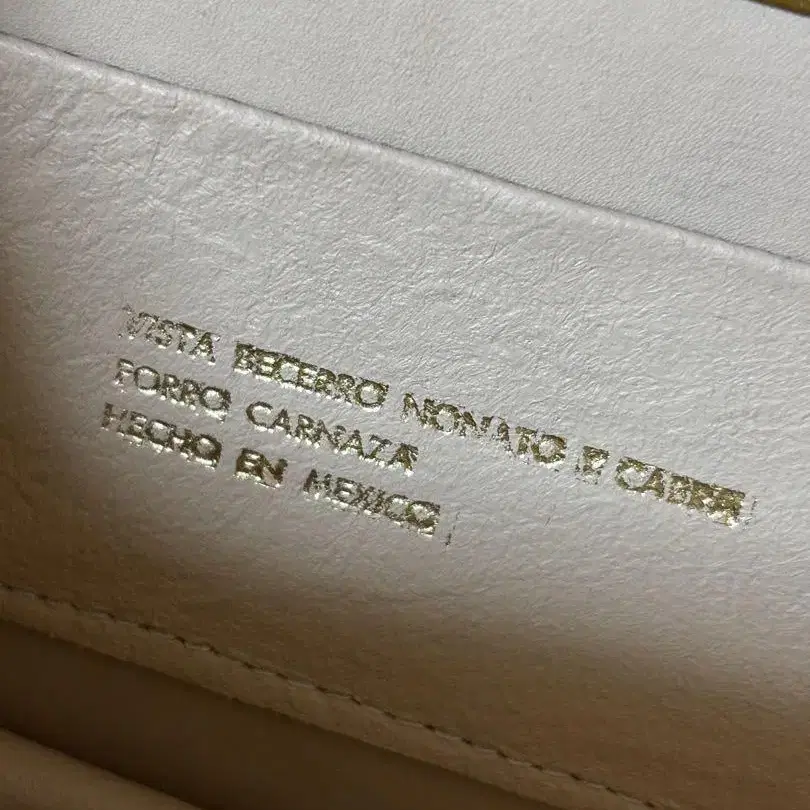 VISTA BECERRO NONATO E CABRA
FORRO CARNAZA
HECHO EN MEXICO